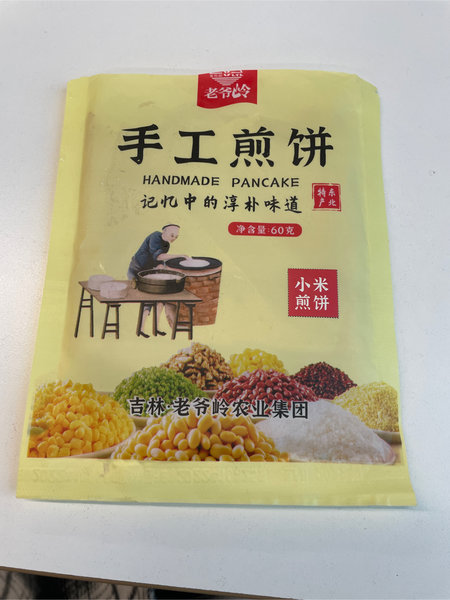 老爷岭
手工煎饼
HANDMADE PANCAKE
记忆中的淳朴味道
东北特产
净含量:60克
小米
煎饼
吉林·老爷岭农业集团